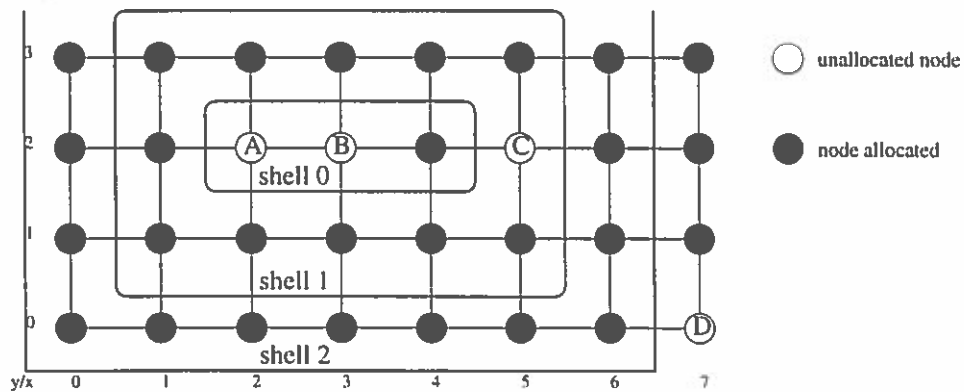 3
unallocated node
2
A
B
C
node allocated
shell 0
1
shell 1
0
D
shell 2
y/x 0 1 2 3 4 5 6 7